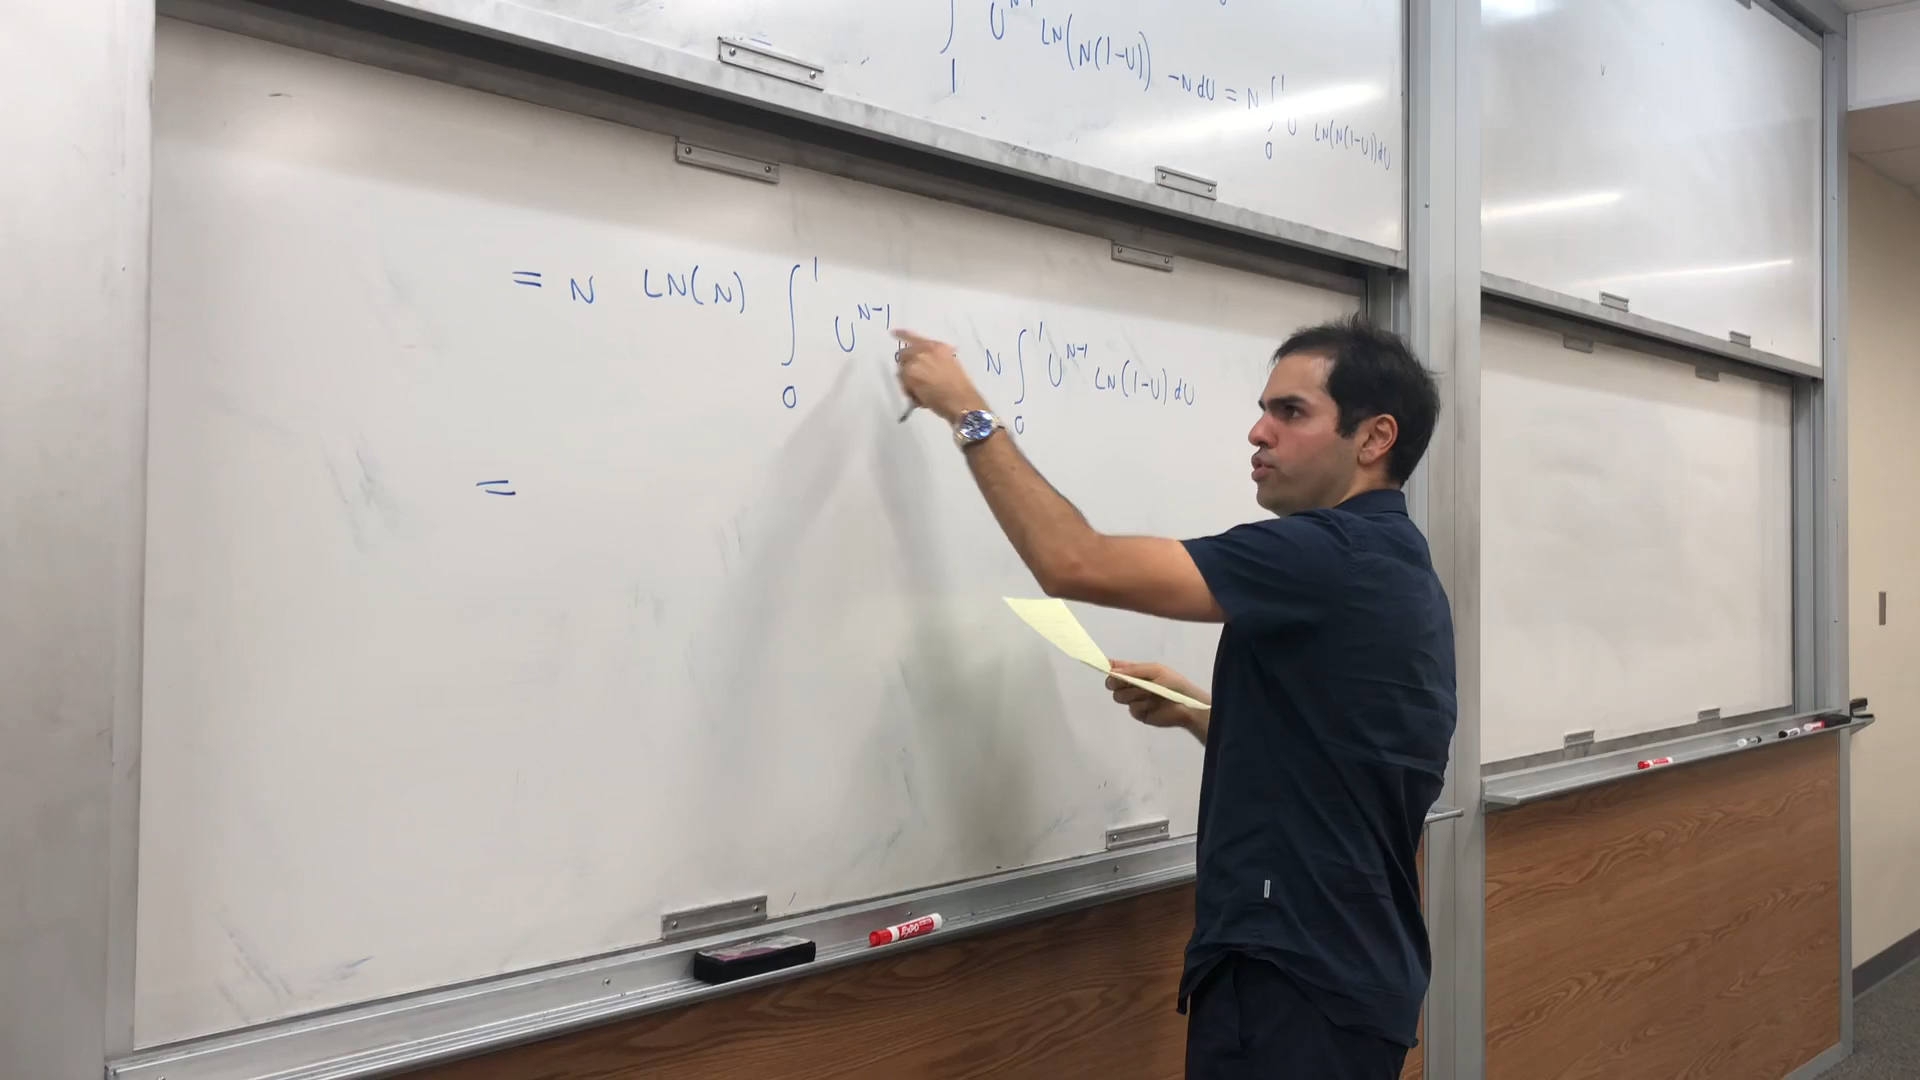 ∫₁ U^N-1 LN(N(1-U)) -N dU = N ∫₀¹ U LN(N(1-U)) dU
= N LN(N) ∫₀¹ U^N-1 N ∫₀¹ U^N-1 LN(1-U) dU
=
EXPO